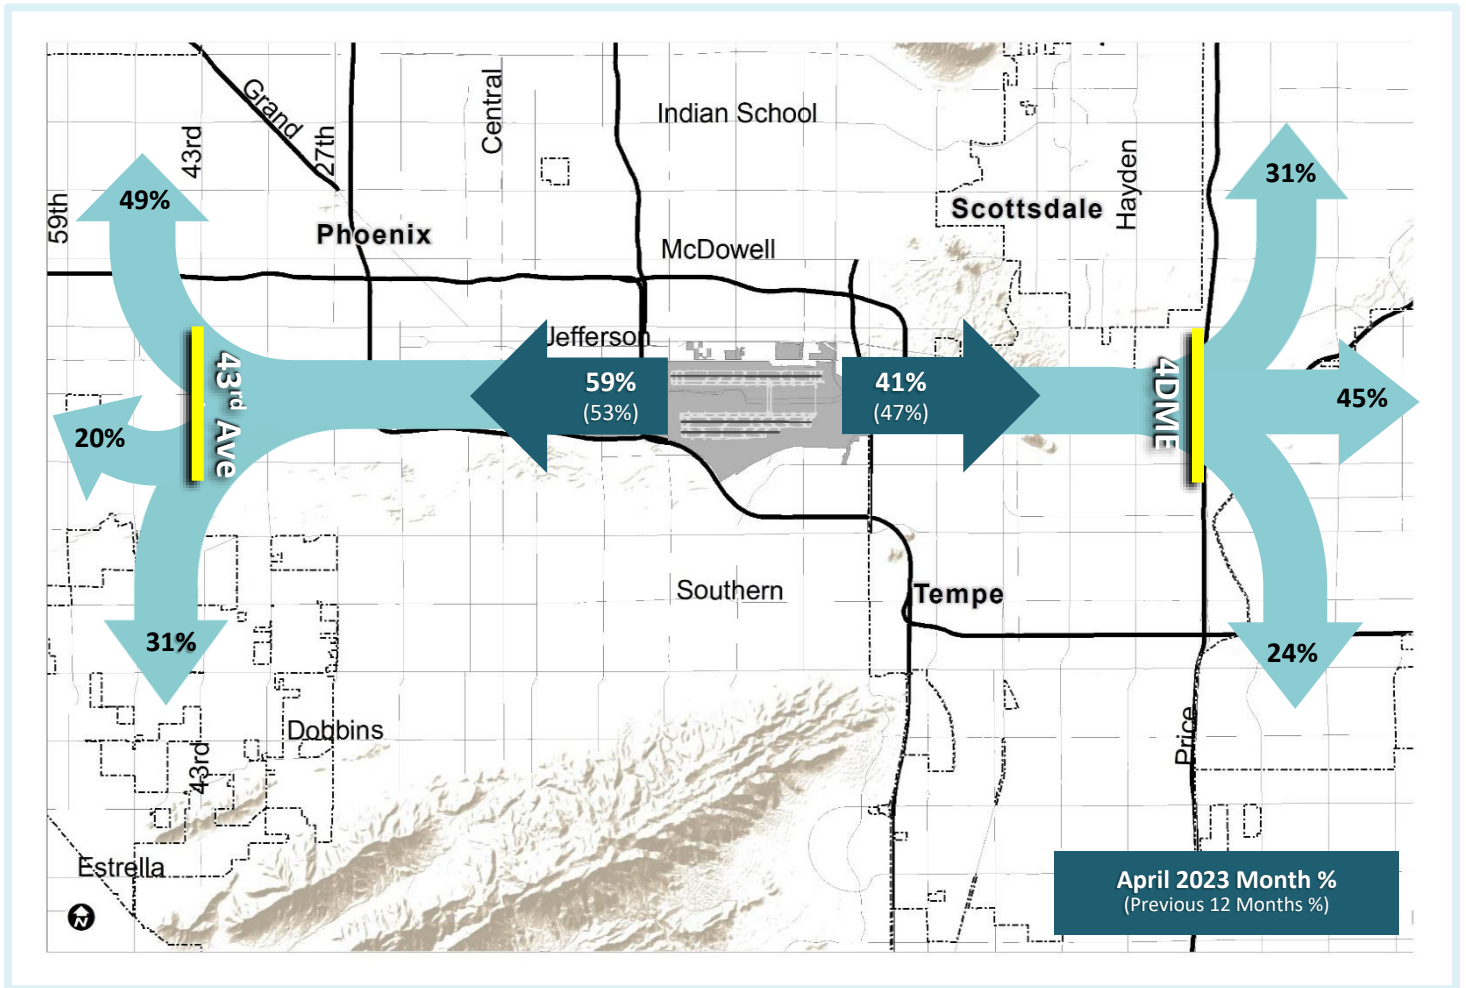 Indian School
Grand
Central
43rd
27th
Hayden
31%
49%
59th
Scottsdale
Phoenix
McDowell
Jefferson
43rd Ave
59%
(53%)
41%
(47%)
4DME
45%
20%
Southern
Tempe
31%
24%
Dobbins
Price
43rd
Estrella
N
April 2023 Month %
(Previous 12 Months %)